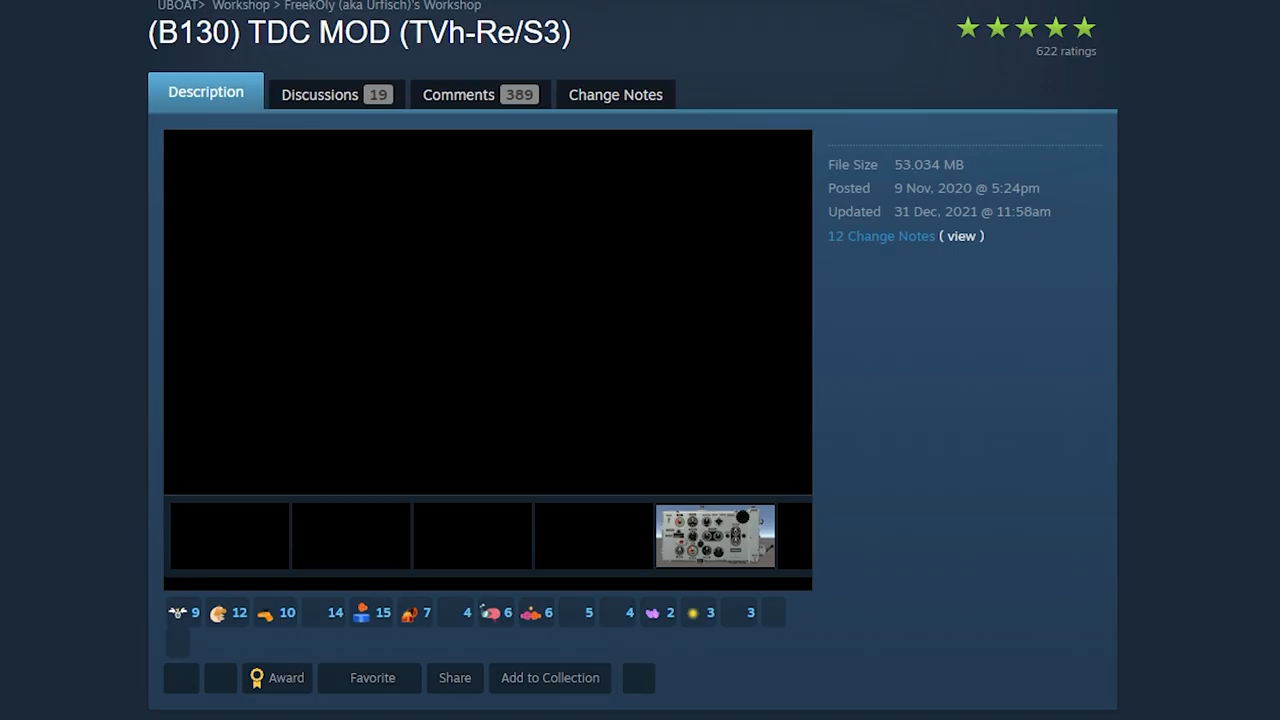 UBOAT> Workshop > FreekOly (aka Urfisch)'s Workshop
(B130) TDC MOD (TVh-Re/S3)
622 ratings
Description Discussions 19 Comments 389 Change Notes
File Size 53.034 MB
Posted 9 Nov, 2020 @ 5:24pm
Updated 31 Dec, 2021 @ 11:58am
12 Change Notes ( view )
9 12 10 14 15 7 4 6 6 5 4 2 3 3
Award Favorite Share Add to Collection